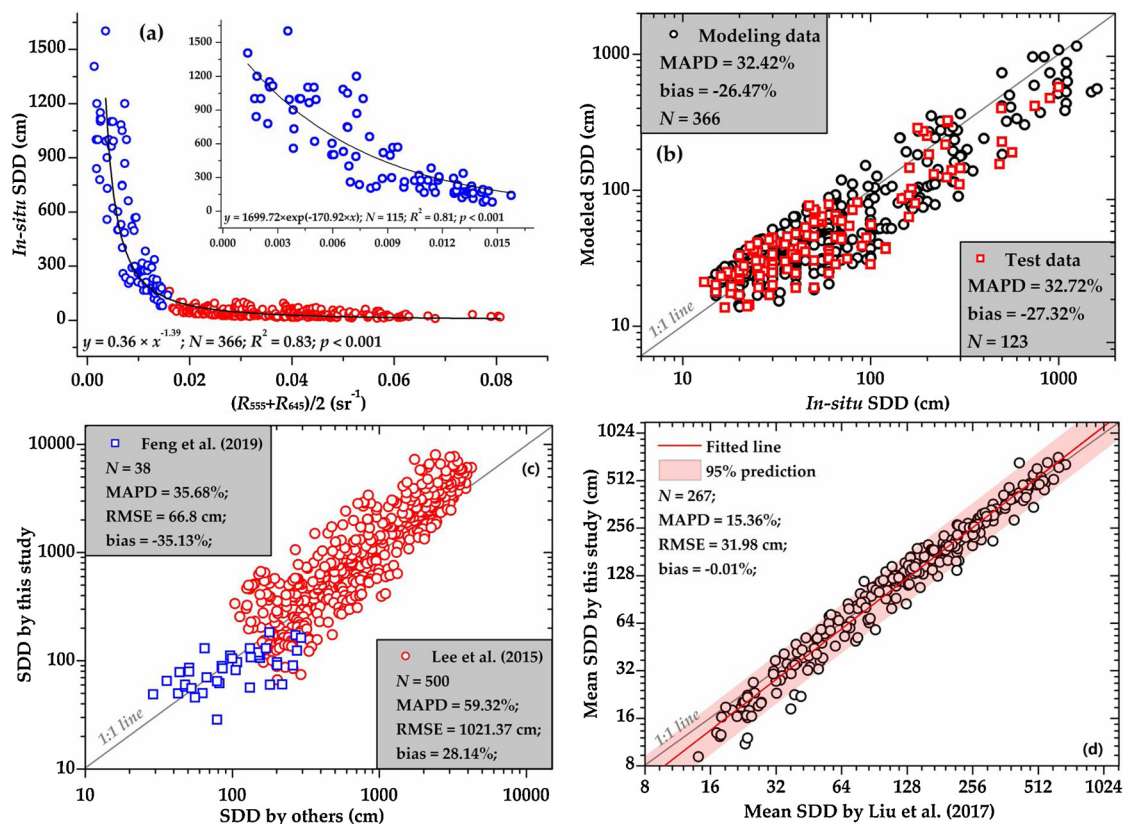 (a)
In-situ SDD (cm)
1500
1200
900
600
300
0
0.00 0.02 0.04 0.06 0.08
(R555+R645)/2 (sr-1)
y = 0.36 × x-1.39; N = 366; R2 = 0.83; p < 0.001
1500
1200
900
600
300
0
y = 1699.72×exp(-170.92×x); N = 115; R2 = 0.81; p < 0.001
0.000 0.003 0.006 0.009 0.012 0.015
Modeling data
MAPD = 32.42%
bias = -26.47%
N = 366
(b)
Test data
MAPD = 32.72%
bias = -27.32%
N = 123
1:1 line
Modeled SDD (cm)
1000
100
10
10 100 1000
In-situ SDD (cm)
Feng et al. (2019)
N = 38
MAPD = 35.68%;
RMSE = 66.8 cm;
bias = -35.13%;
(c)
Lee et al. (2015)
N = 500
MAPD = 59.32%;
RMSE = 1021.37 cm;
bias = 28.14%;
1:1 line
SDD by this study
10000
1000
100
10
10 100 1000 10000
SDD by others (cm)
Fitted line
95% prediction
N = 267;
MAPD = 15.36%;
RMSE = 31.98 cm;
bias = -0.01%;
1:1 line
(d)
Mean SDD by this study (cm)
1024
512
256
128
64
32
16
8
8 16 32 64 128 256 512 1024
Mean SDD by Liu et al. (2017)